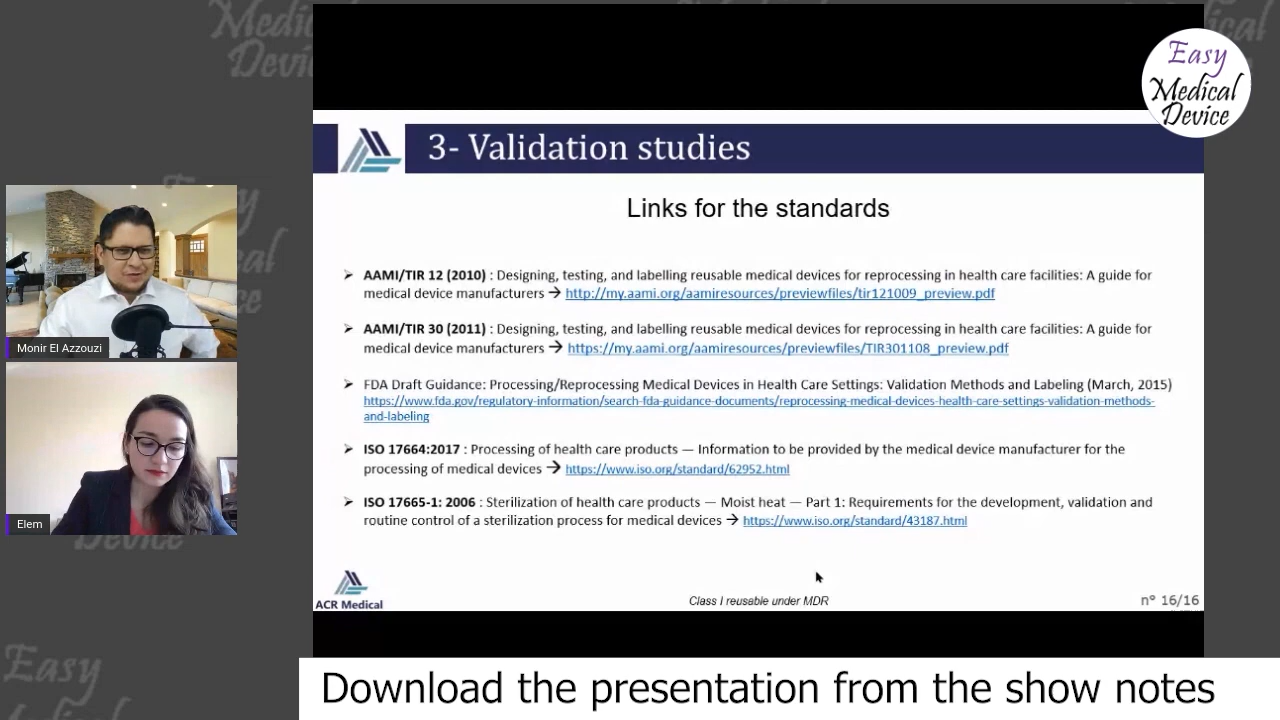 Easy
Medical
Device
3- Validation studies
Links for the standards
➢ AAMI/TIR 12 (2010) : Designing, testing, and labelling reusable medical devices for reprocessing in health care facilities: A guide for
medical device manufacturers → http://my.aami.org/aamiresources/previewfiles/tir121009_preview.pdf
➢ AAMI/TIR 30 (2011) : Designing, testing, and labelling reusable medical devices for reprocessing in health care facilities: A guide for
medical device manufacturers → https://my.aami.org/aamiresources/previewfiles/TIR301108_preview.pdf
➢ FDA Draft Guidance: Processing/Reprocessing Medical Devices in Health Care Settings: Validation Methods and Labeling (March, 2015)
https://www.fda.gov/regulatory-information/search-fda-guidance-documents/reprocessing-medical-devices-health-care-settings-validation-methods-
and-labeling
➢ ISO 17664:2017 : Processing of health care products — Information to be provided by the medical device manufacturer for the
processing of medical devices → https://www.iso.org/standard/62952.html
➢ ISO 17665-1: 2006 : Sterilization of health care products — Moist heat — Part 1: Requirements for the development, validation and
routine control of a sterilization process for medical devices → https://www.iso.org/standard/43187.html
ACR Medical
Class I reusable under MDR
n° 16/16
Monir El Azzouzi
Elem
Easy
Medical
Device
Download the presentation from the show notes